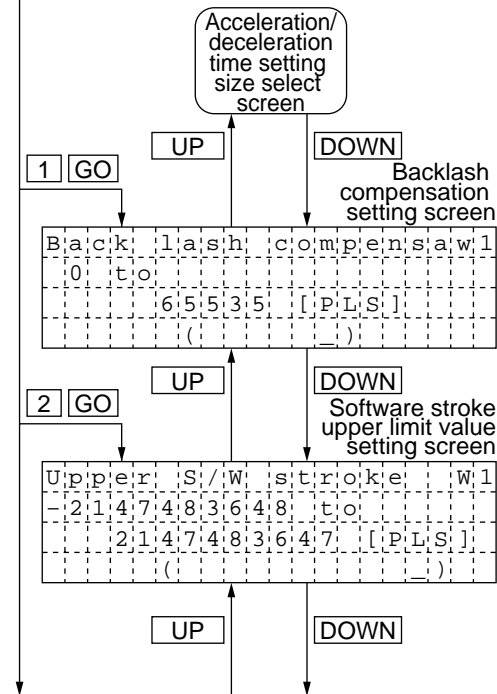 Acceleration/
deceleration
time setting
size select
screen
UP
DOWN
1 GO
Backlash
compensation
setting screen
Back lash compensaw1
0 to
65535 [PLS]
( _)
UP
DOWN
2 GO
Software stroke
upper limit value
setting screen
Upper S/W stroke W1
-2147483648 to
2147483647 [PLS]
( _)
UP
DOWN